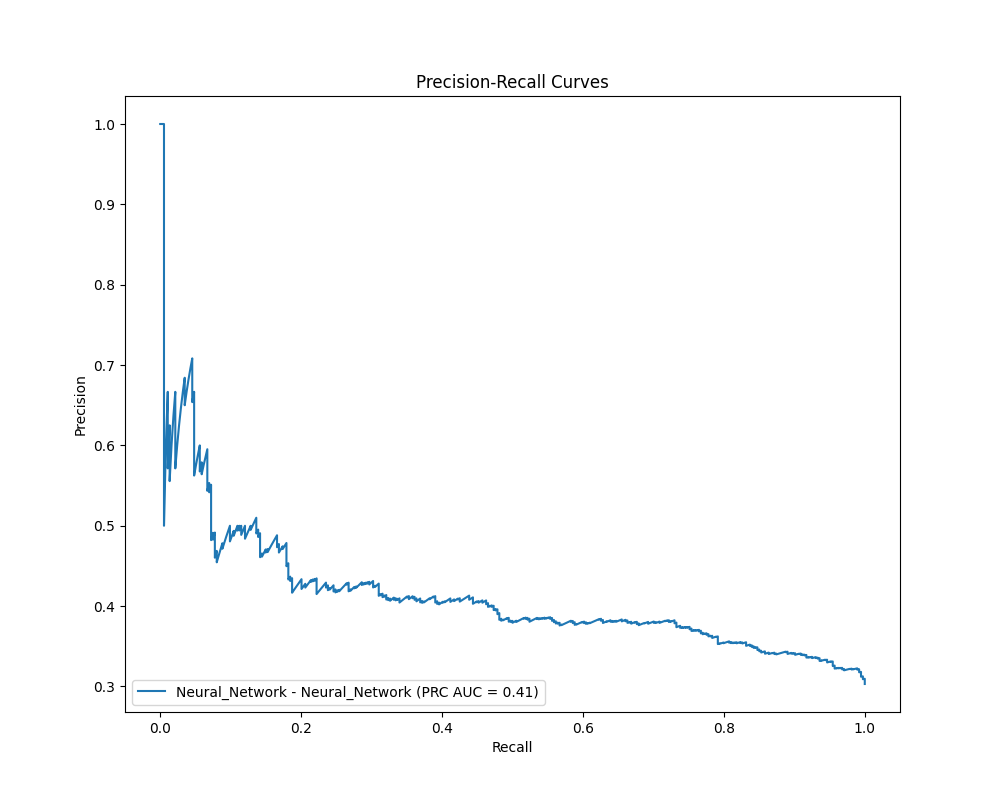 Precision-Recall Curves
1.0
0.9
0.8
0.7
0.6
0.5
0.4
0.3
Precision
Neural_Network - Neural_Network (PRC AUC = 0.41)
0.0 0.2 0.4 0.6 0.8 1.0
Recall